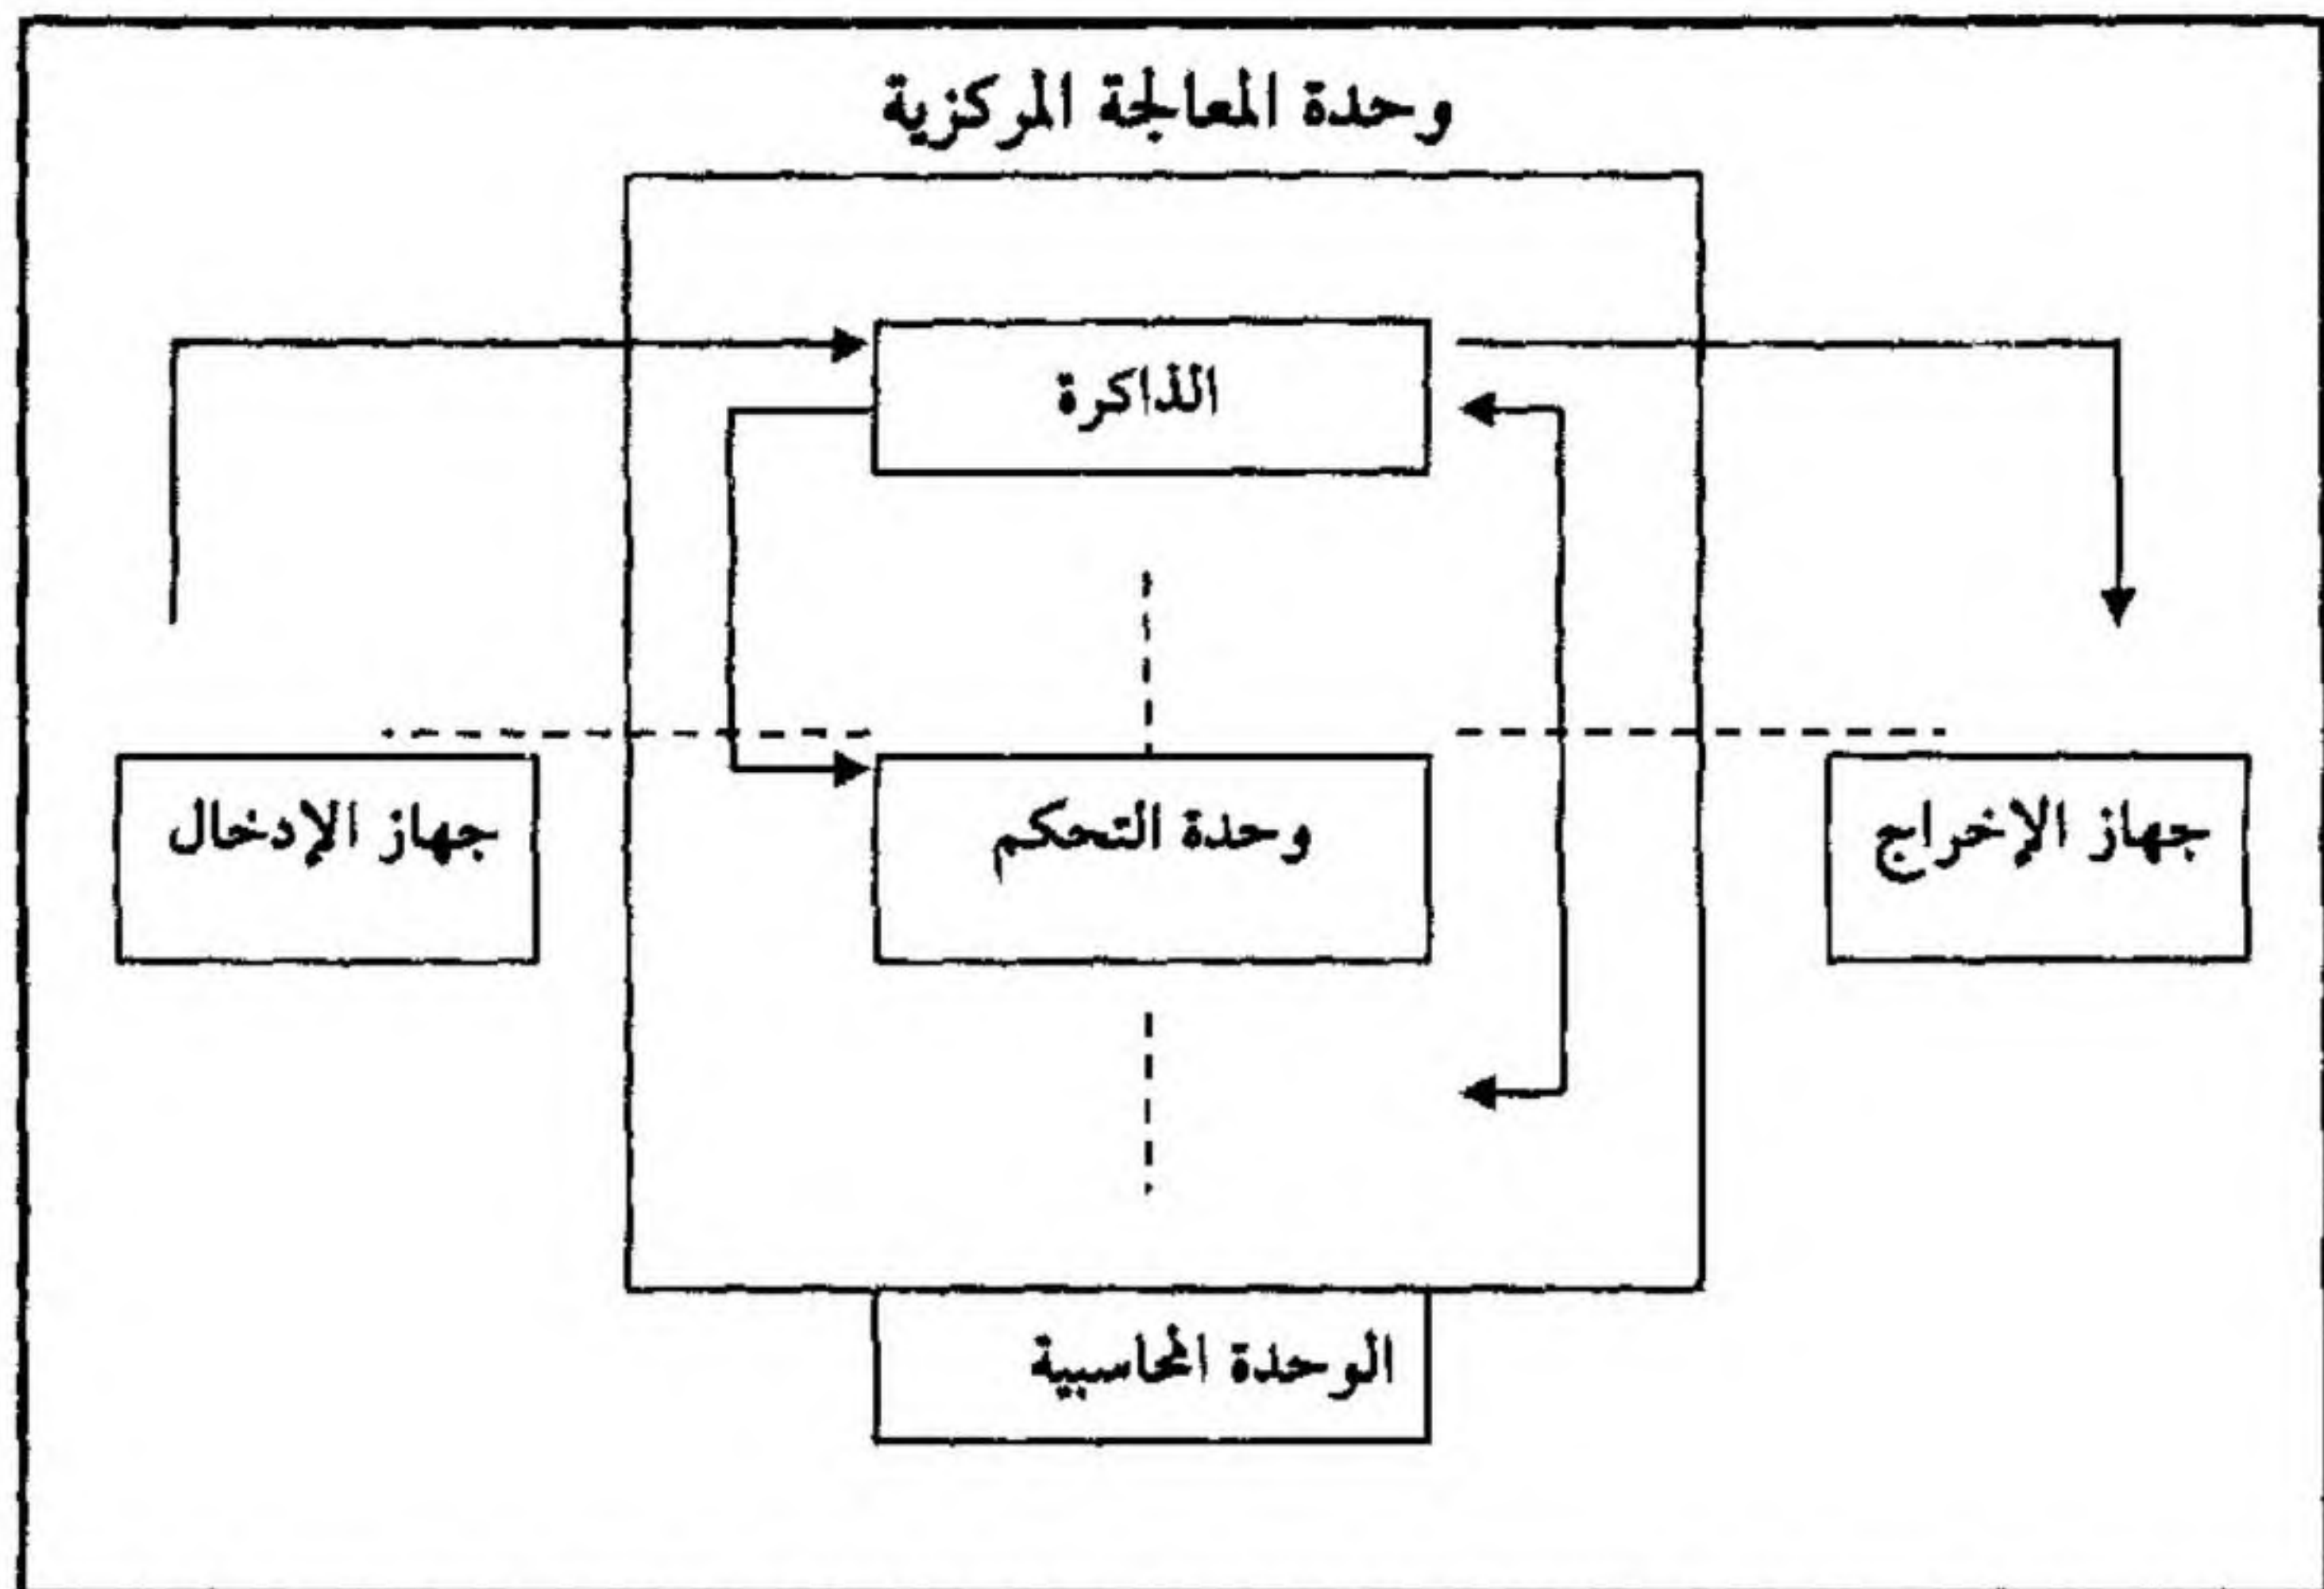 وحدة المعالجة المركزية
الذاكرة
جهاز الإخراج
وحدة التحكم
جهاز الإدخال
الوحدة المحاسبية